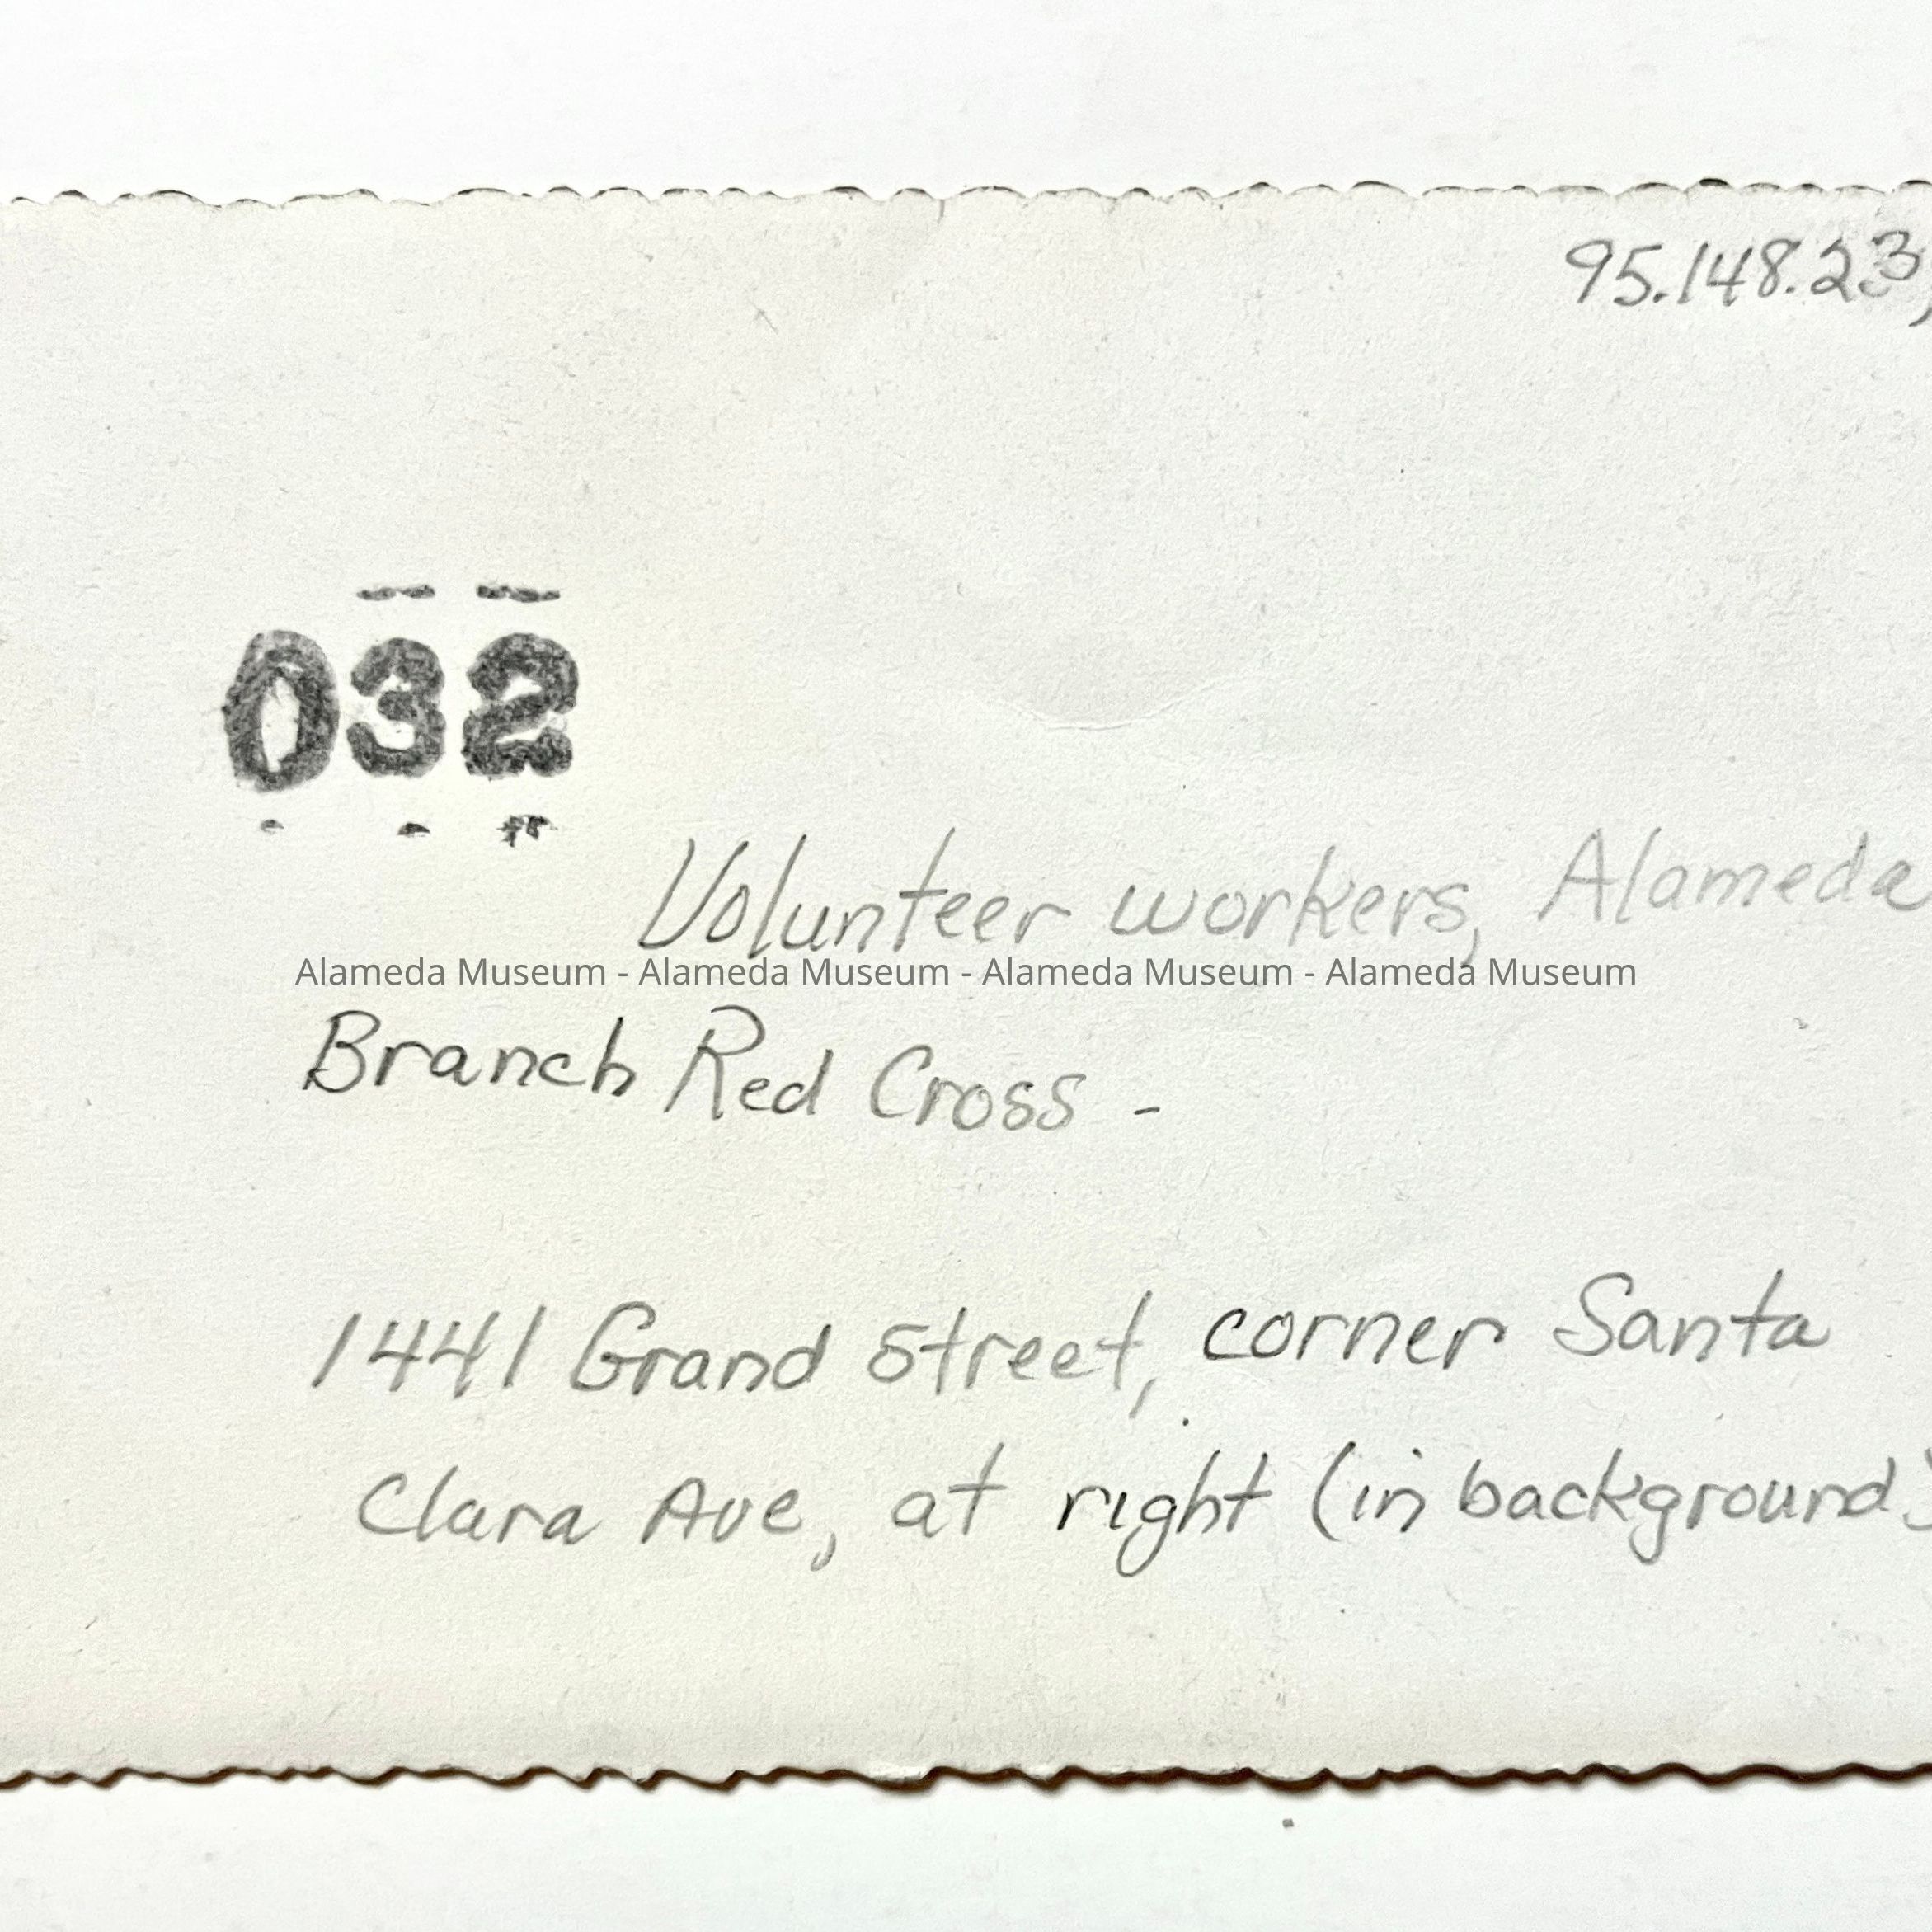 95.148.23,
032
Volunteer workers, Alameda
Alameda Museum - Alameda Museum - Alameda Museum - Alameda Museum
Branch Red Cross -
1441 Grand Street, corner Santa
Clara Ave, at right (in background)